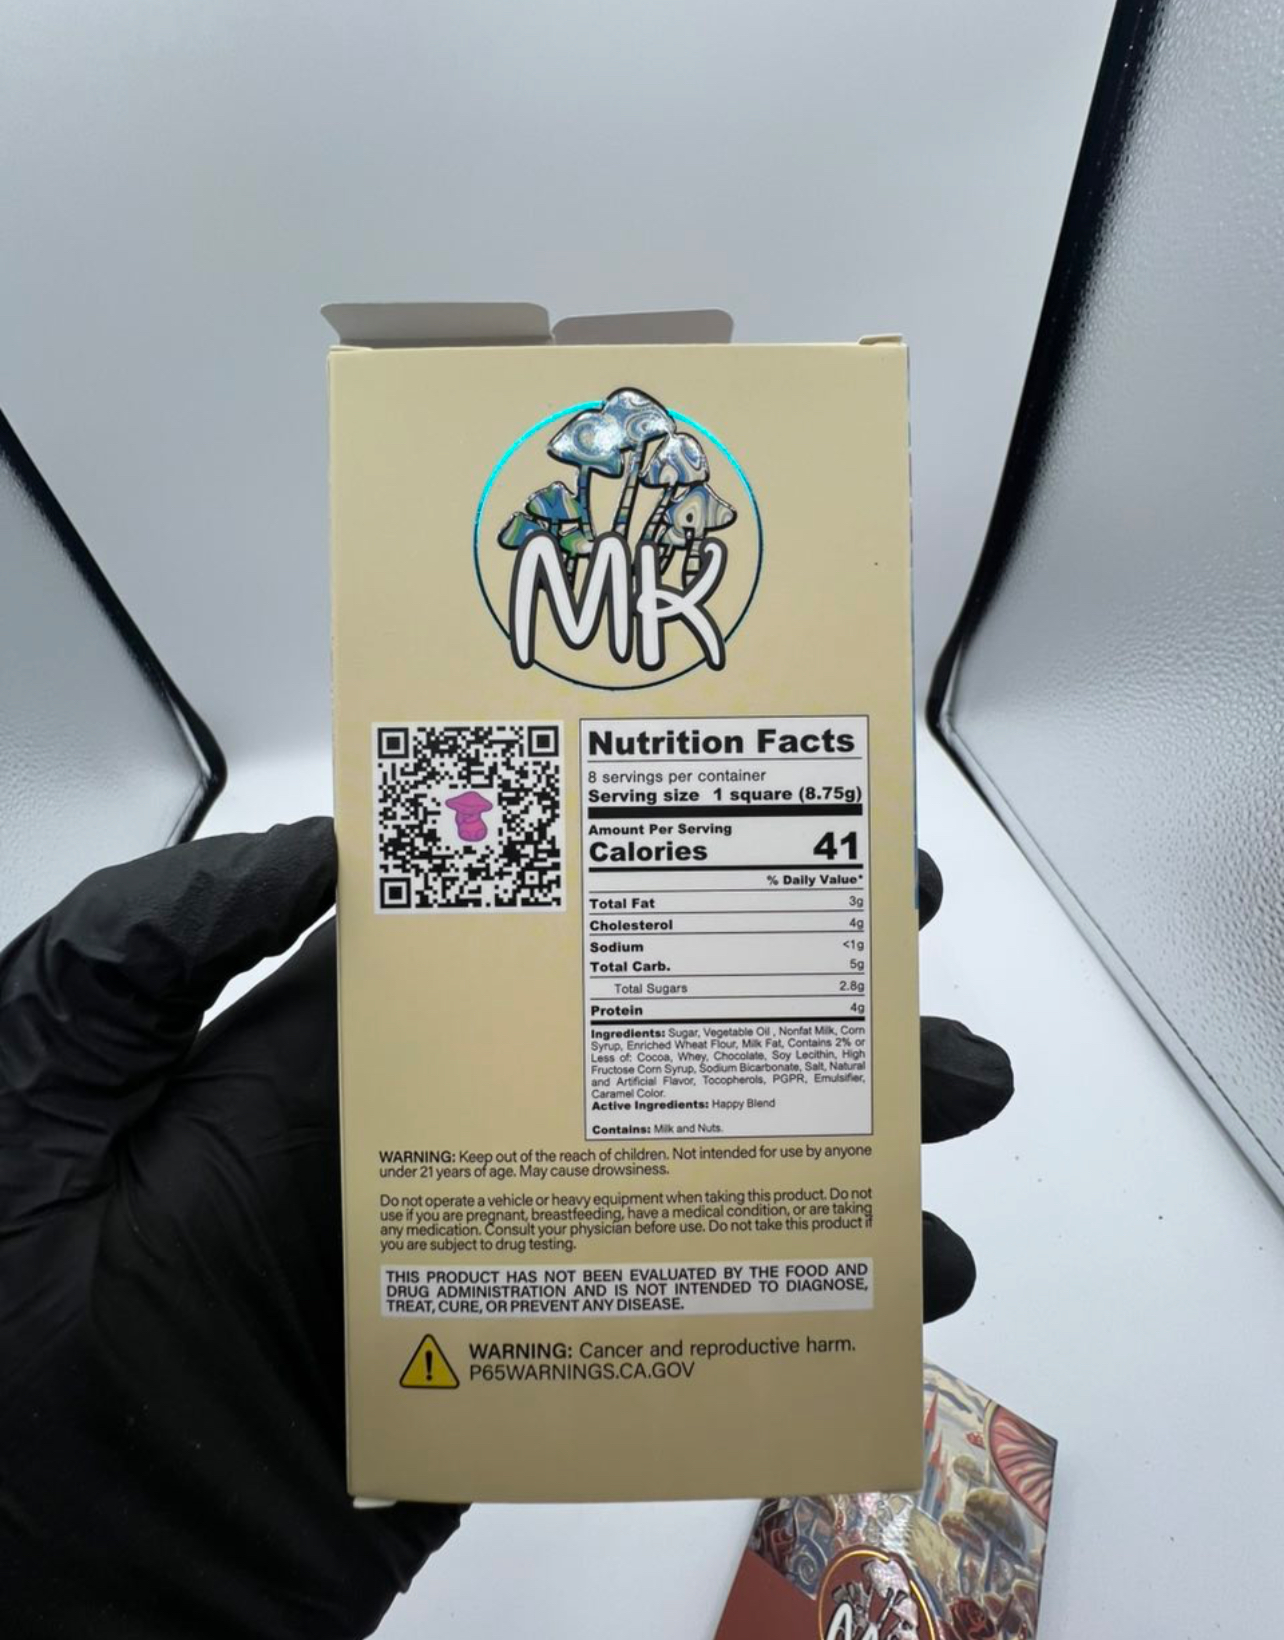 MK
Nutrition Facts
8 servings per container
Serving size 1 square (8.75g)
Amount Per Serving
Calories 41
% Daily Value*
Total Fat 3g
Cholesterol 4g
Sodium <1g
Total Carb. 5g
Total Sugars 2.8g
Protein 4g
Ingredients: Sugar, Vegetable Oil , Nonfat Milk, Corn
Syrup, Enriched Wheat Flour, Milk Fat, Contains 2% or
Less of: Cocoa, Whey, Chocolate, Soy Lecithin, High
Fructose Corn Syrup, Sodium Bicarbonate, Salt, Natural
and Artificial Flavor, Tocopherols, PGPR, Emulsifier,
Caramel Color.
Active Ingredients: Happy Blend
Contains: Milk and Nuts.
WARNING: Keep out of the reach of children. Not intended for use by anyone
under 21 years of age. May cause drowsiness.
Do not operate a vehicle or heavy equipment when taking this product. Do not
use if you are pregnant, breastfeeding, have a medical condition, or are taking
any medication. Consult your physician before use. Do not take this product if
you are subject to drug testing.
THIS PRODUCT HAS NOT BEEN EVALUATED BY THE FOOD AND
DRUG ADMINISTRATION AND IS NOT INTENDED TO DIAGNOSE,
TREAT, CURE, OR PREVENT ANY DISEASE.
WARNING: Cancer and reproductive harm.
P65WARNINGS.CA.GOV